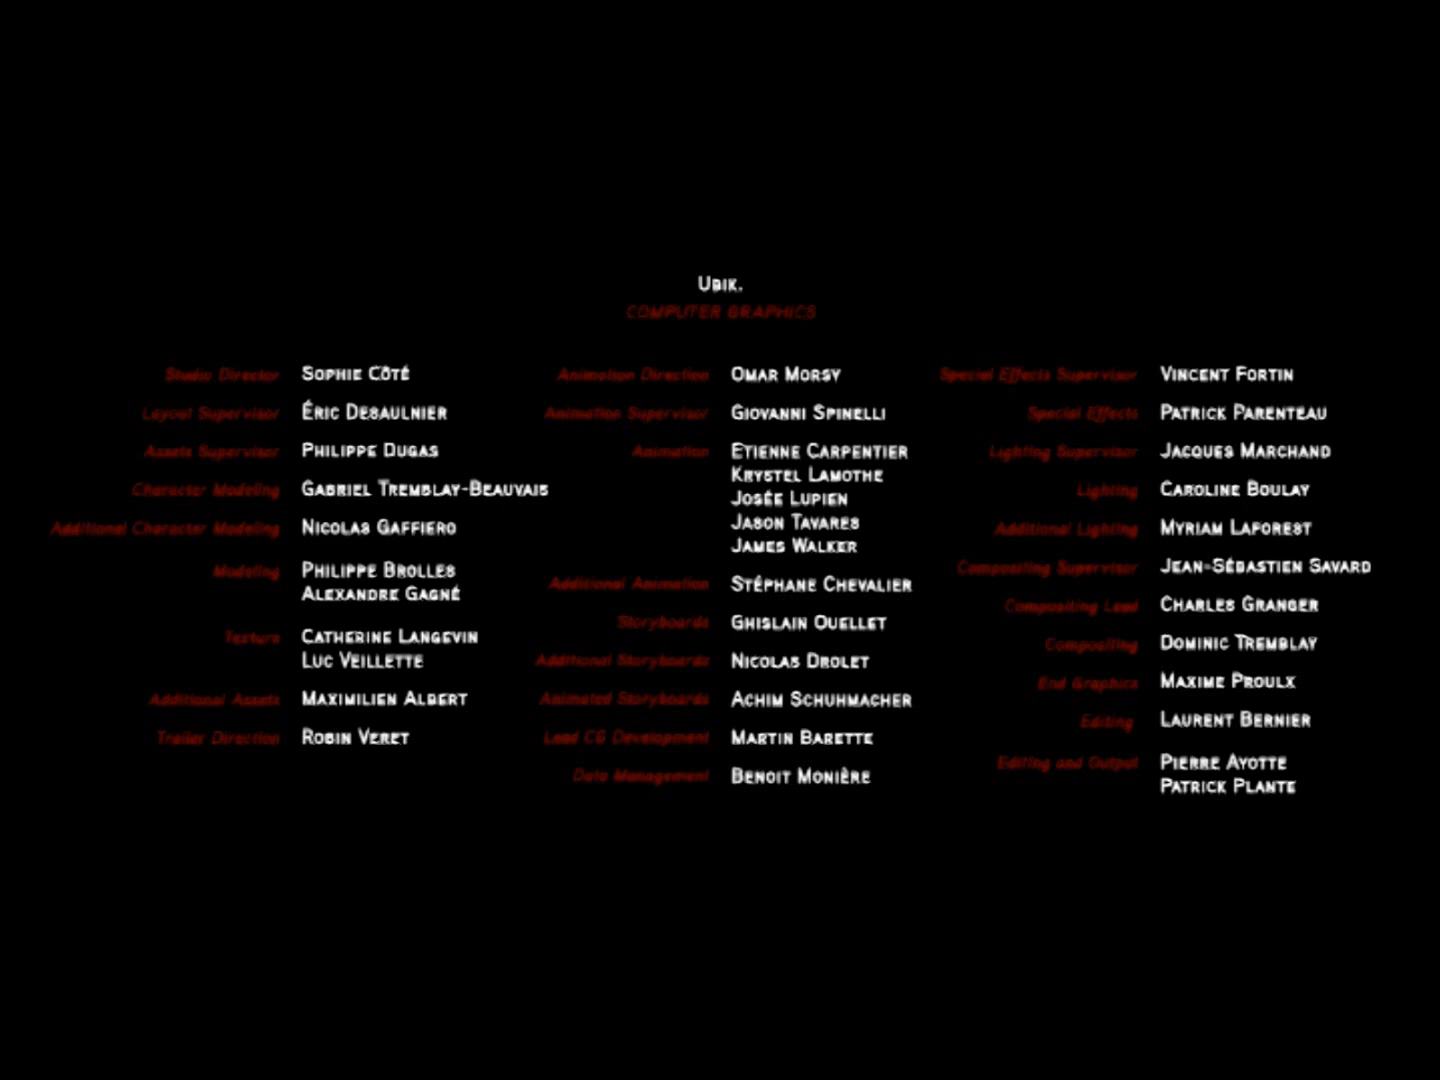 Ubik.
COMPUTER GRAPHICS
Studio Director Sophie Côté
Layout Supervisor Éric Desaulnier
Assets Supervisor Philippe Dugas
Character Modeling Gabriel Tremblay-Beauvais
Additional Character Modeling Nicolas Gaffiero
Modeling Philippe Brolles
Alexandre Gagné
Texture Catherine Langevin
Luc Veillette
Additional Assets Maximilien Albert
Trailer Direction Robin Veret
Animation Direction Omar Morsy
Animation Supervisor Giovanni Spinelli
Animation Etienne Carpentier
Krystel Lamothe
Josée Lupien
Jason Tavares
James Walker
Additional Animation Stéphane Chevalier
Storyboards Ghislain Ouellet
Additional Storyboards Nicolas Drolet
Animated Storyboards Achim Schuhmacher
Lead CG Development Martin Barette
Data Management Benoit Monière
Special Effects Supervisor Vincent Fortin
Special Effects Patrick Parenteau
Lighting Supervisor Jacques Marchand
Lighting Caroline Boulay
Additional Lighting Myriam Laforest
Compositing Supervisor Jean-Sébastien Savard
Compositing Lead Charles Granger
Compositing Dominic Tremblay
End Graphics Maxime Proulx
Editing Laurent Bernier
Editing and Output Pierre Ayotte
Patrick Plante